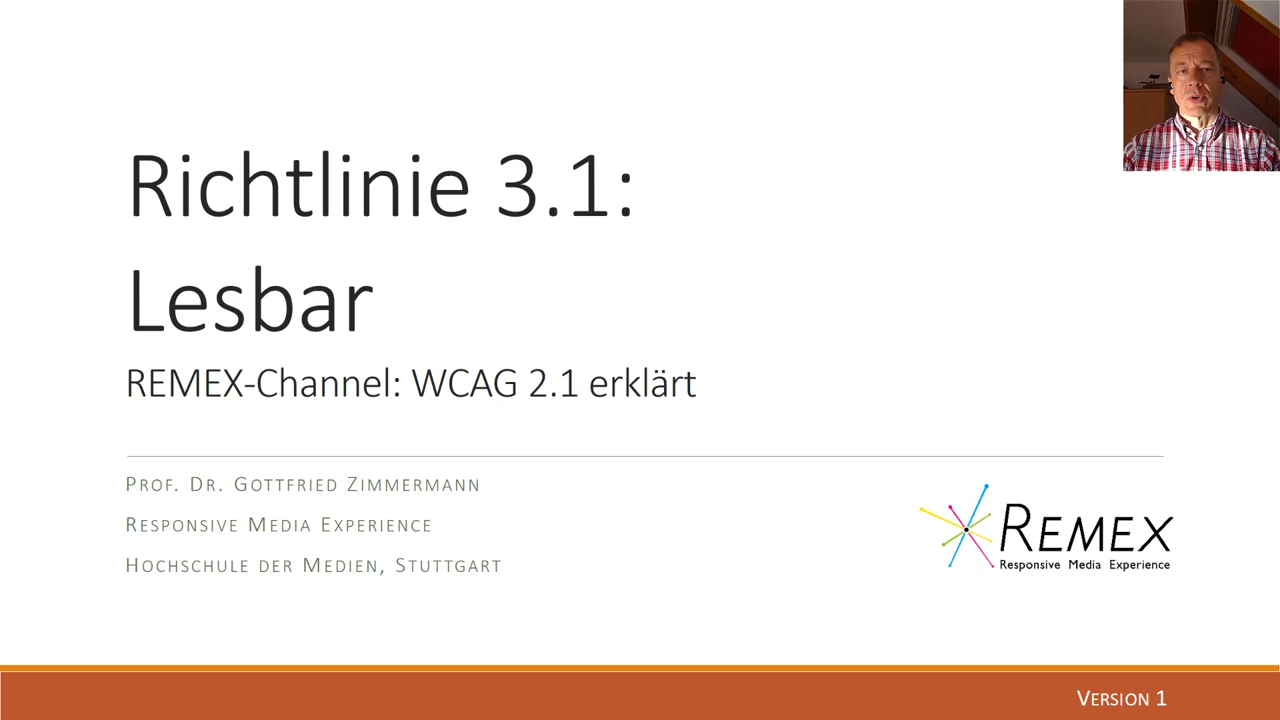 Richtlinie 3.1:
Lesbar
REMEX-Channel: WCAG 2.1 erklärt
Prof. Dr. Gottfried Zimmermann
Responsive Media Experience
Hochschule der Medien, Stuttgart
Remex
Responsive Media Experience
Version 1